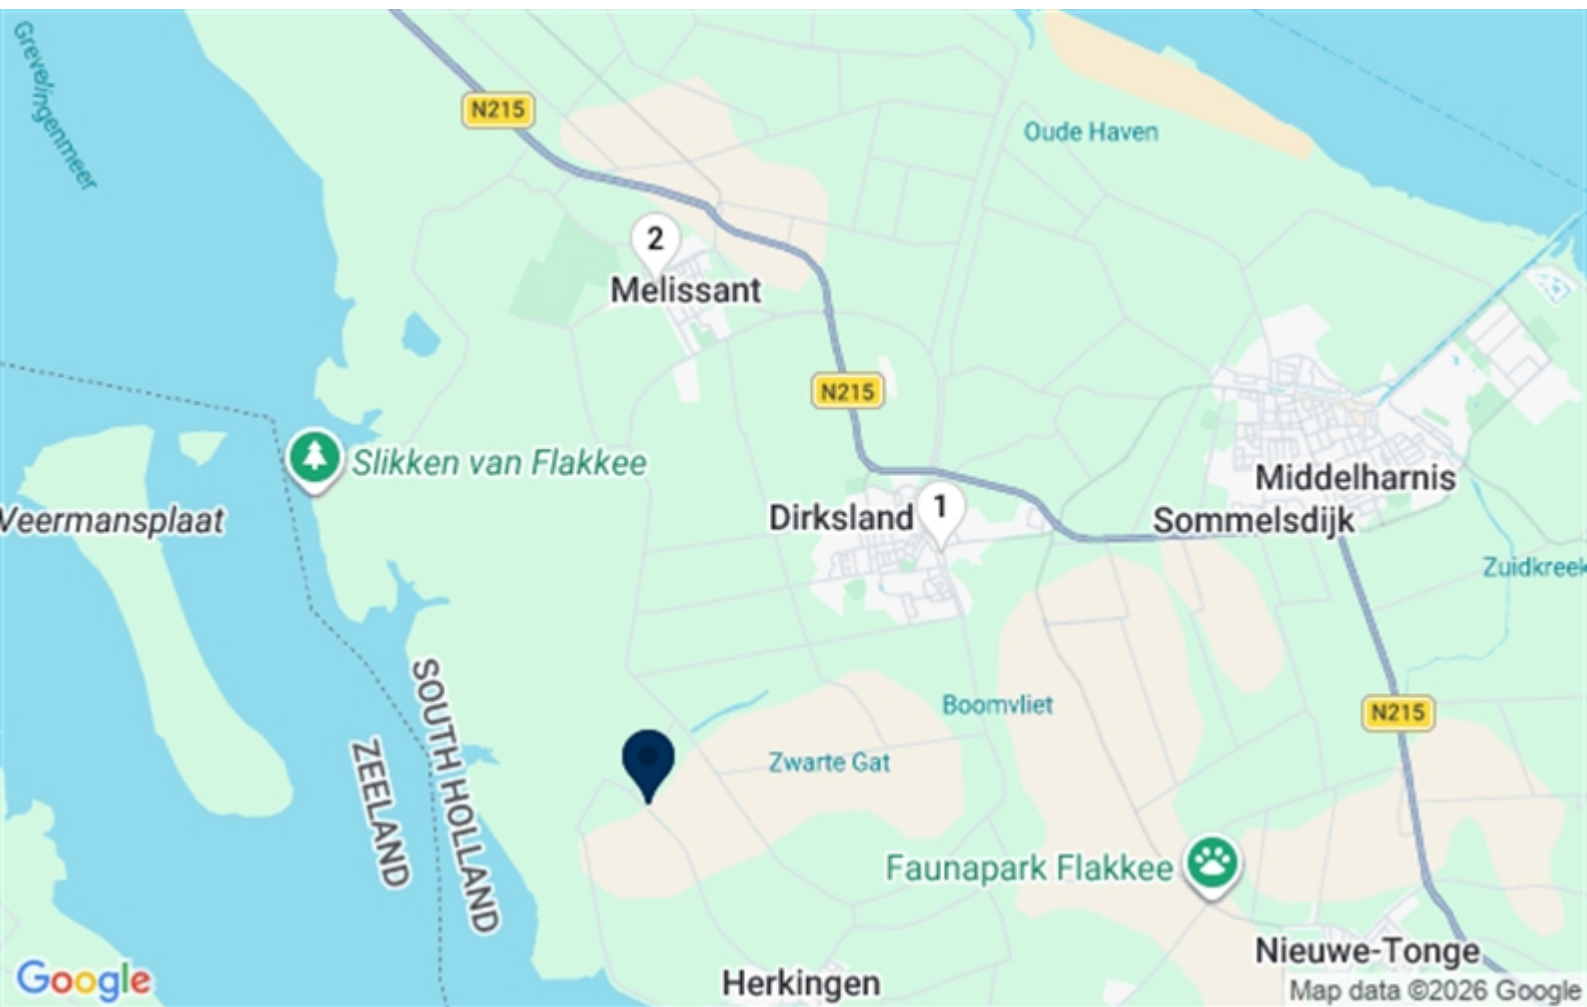 Grevelingenmeer
N215
Oude Haven
2
Melissant
N215
Slikken van Flakkee
Middelharnis
Veermansplaat
Dirksland
1
Sommelsdijk
Zuidkreek
SOUTH HOLLAND
ZEELAND
Boomvliet
N215
Zwarte Gat
Faunapark Flakkee
Nieuwe-Tonge
Google
Herkingen
Map data ©2026 Google